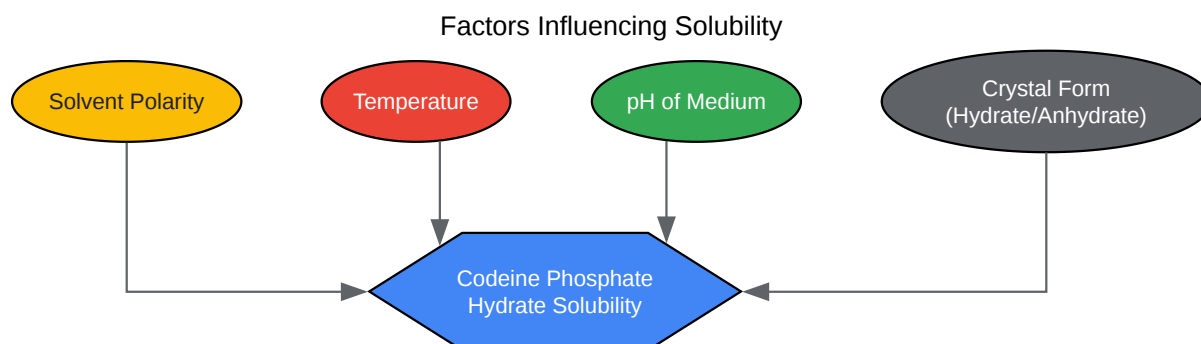 Factors Influencing Solubility
Solvent Polarity
Temperature
pH of Medium
Crystal Form
(Hydrate/Anhydrate)
Codeine Phosphate
Hydrate Solubility